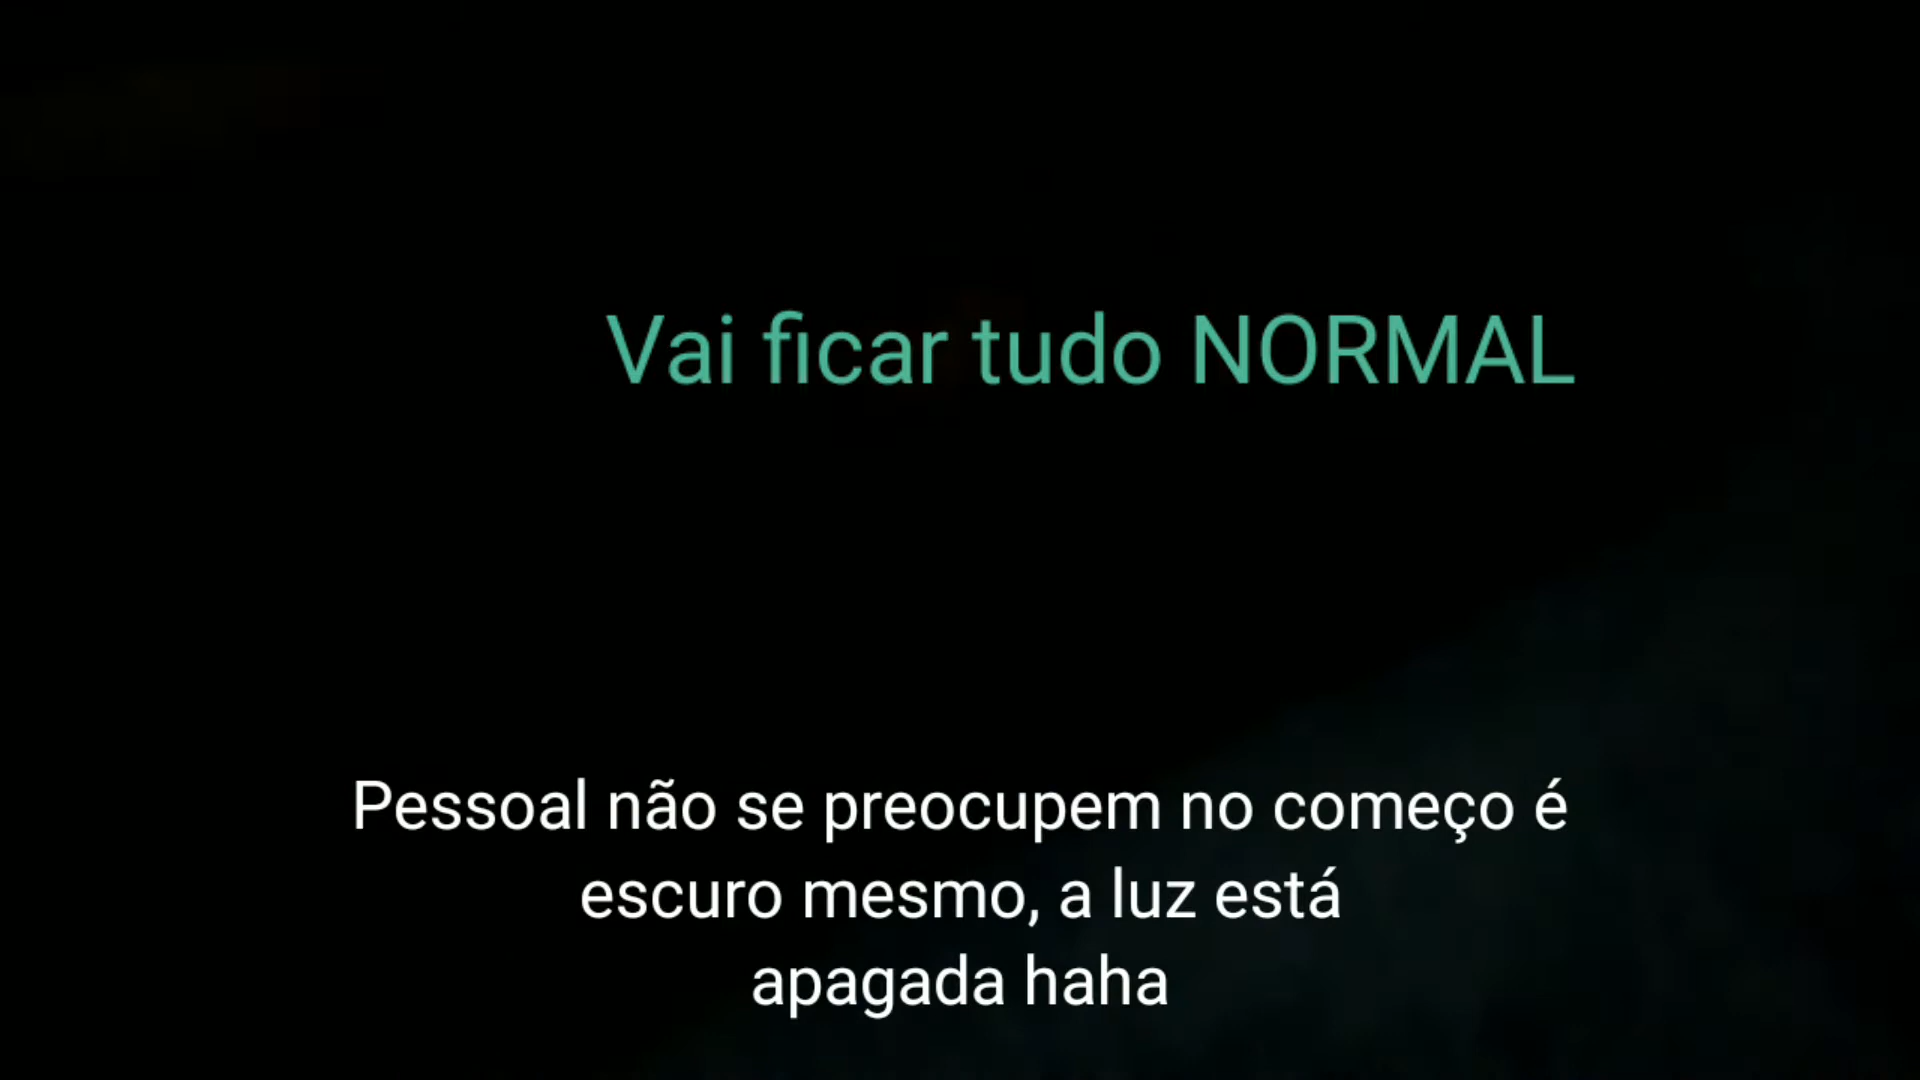 Vai ficar tudo NORMAL
Pessoal não se preocupem no começo é
escuro mesmo, a luz está
apagada haha